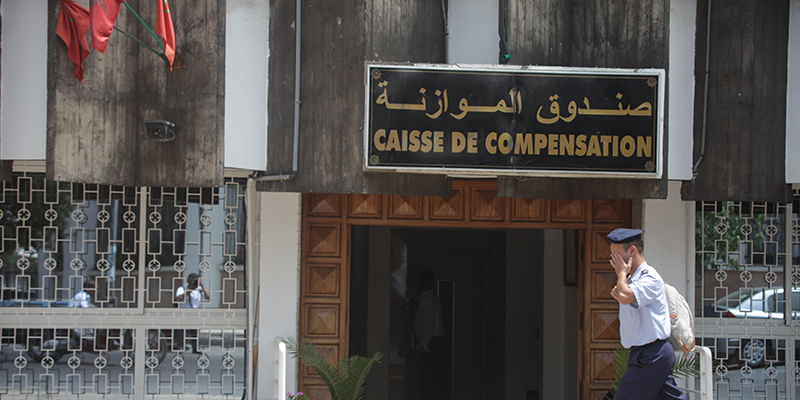 صندوق الموازنة
CAISSE DE COMPENSATION